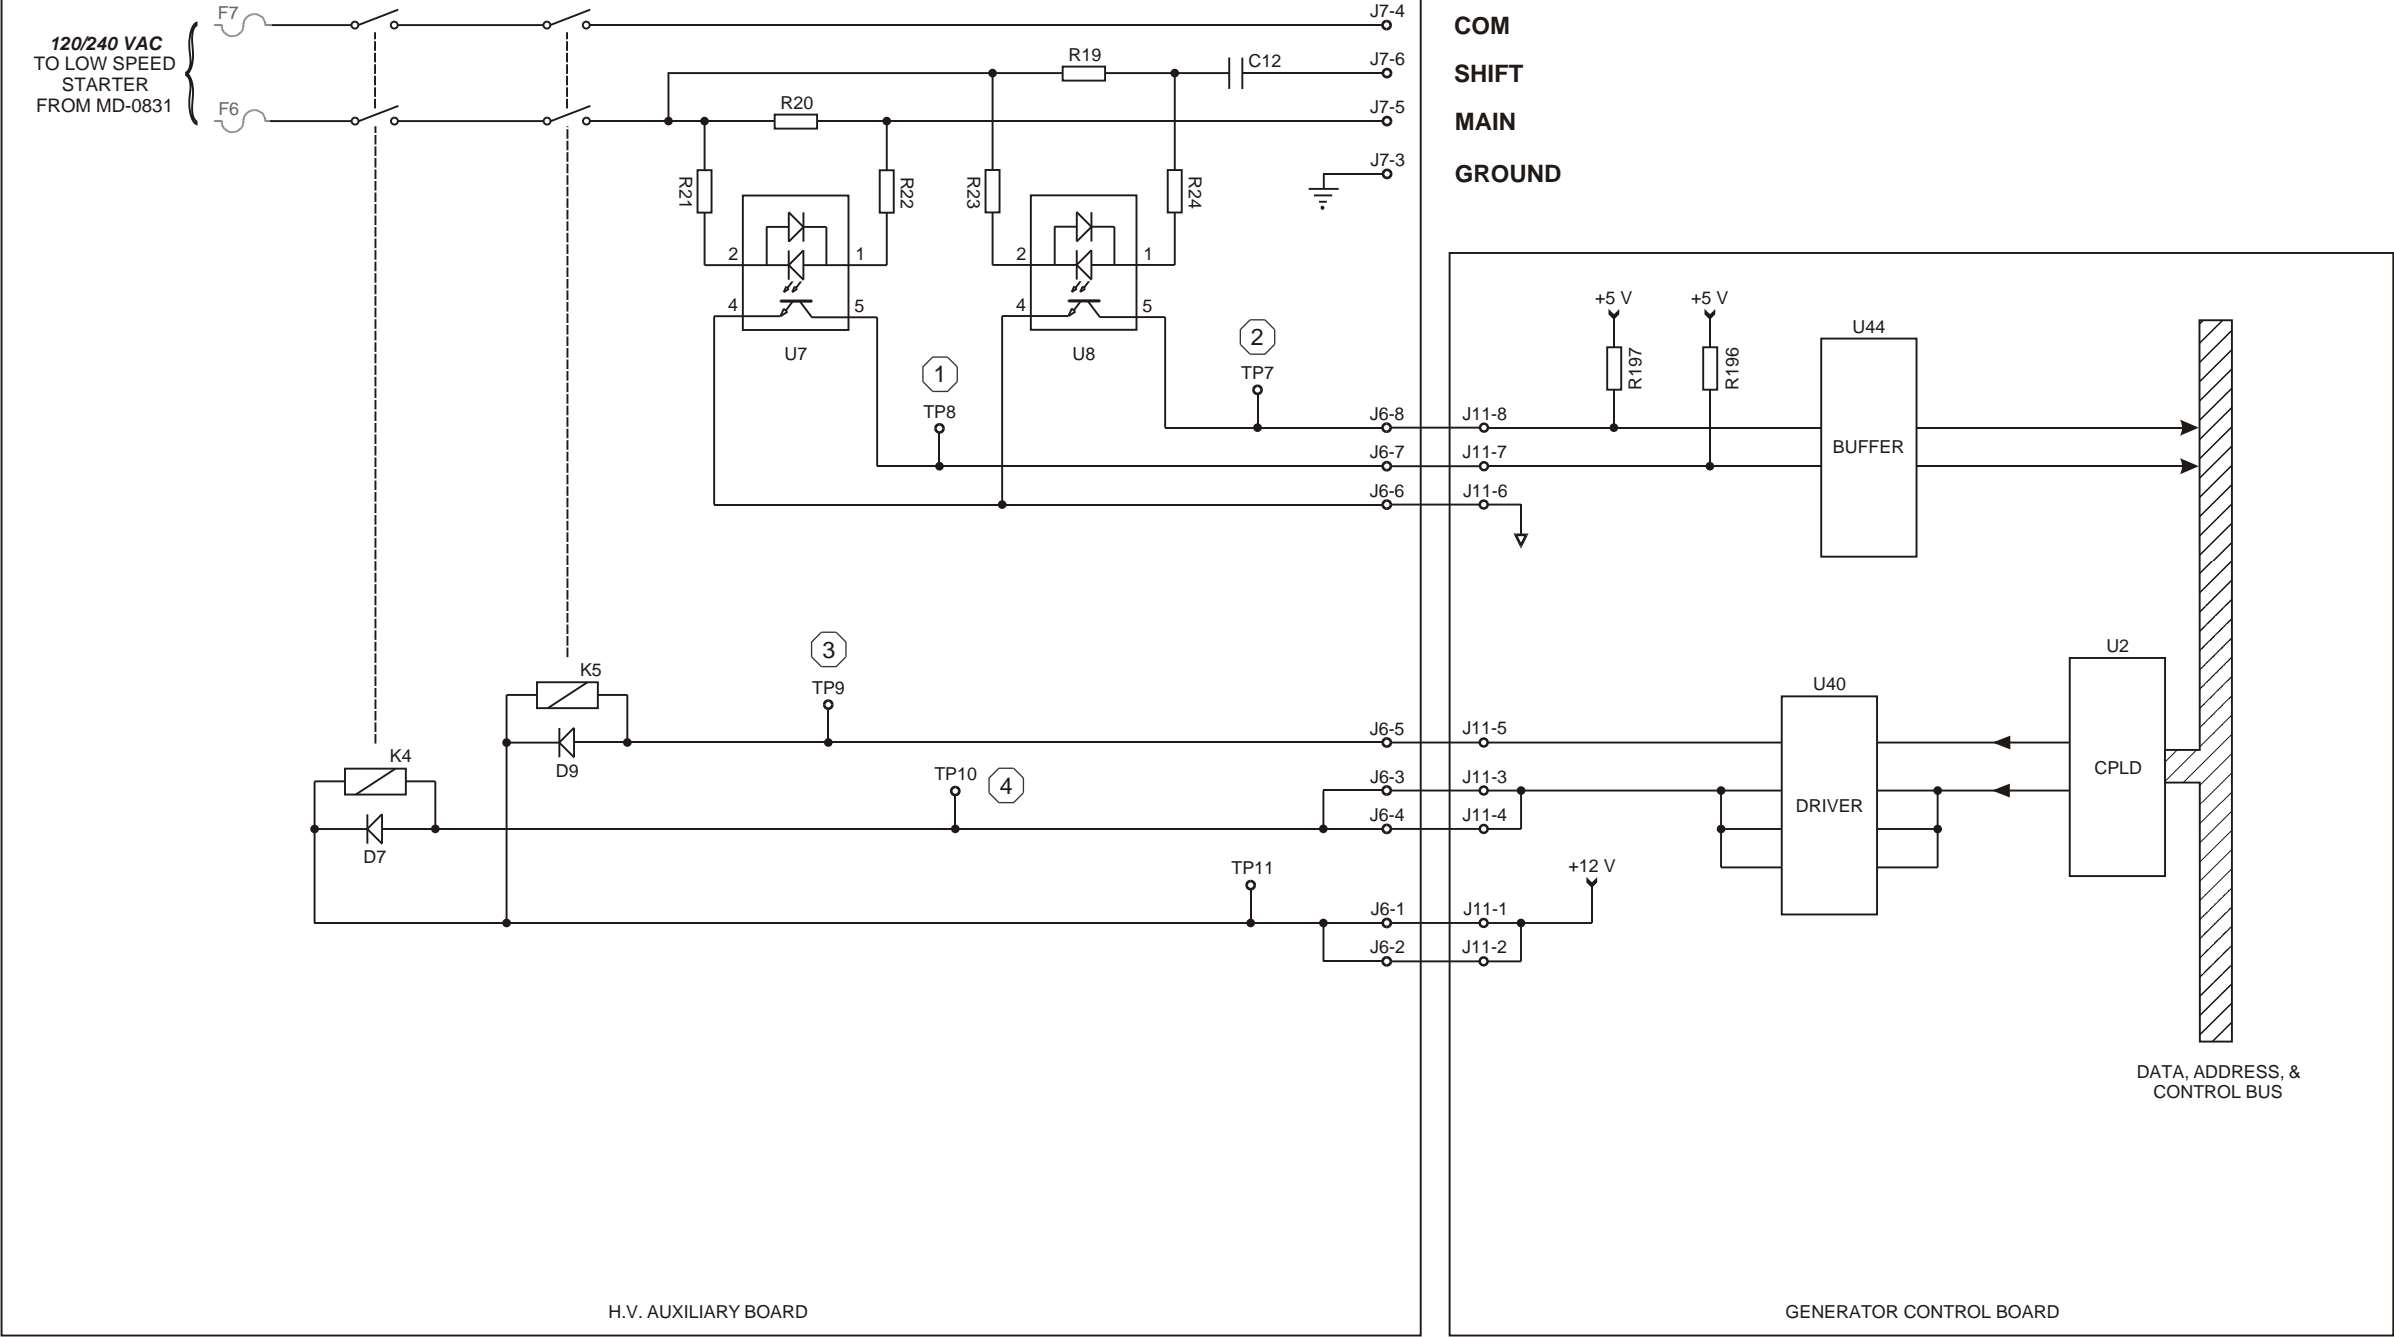 F7
J7-4
COM
120/240 VAC
TO LOW SPEED
STARTER
FROM MD-0831
R19
C12
J7-6
SHIFT
F6
R20
J7-5
MAIN
J7-3
GROUND
R21
R22
R23
R24
2
1
2
1
4
5
4
5
U7
U8
1
TP8
2
TP7
+5 V
+5 V
R197
R196
U44
BUFFER
J6-8
J11-8
J6-7
J11-7
J6-6
J11-6
3
TP9
K5
D9
J6-5
J11-5
U40
DRIVER
U2
CPLD
K4
D7
TP10
4
J6-3
J11-3
J6-4
J11-4
TP11
+12 V
J6-1
J11-1
J6-2
J11-2
DATA, ADDRESS, &
CONTROL BUS
H.V. AUXILIARY BOARD
GENERATOR CONTROL BOARD